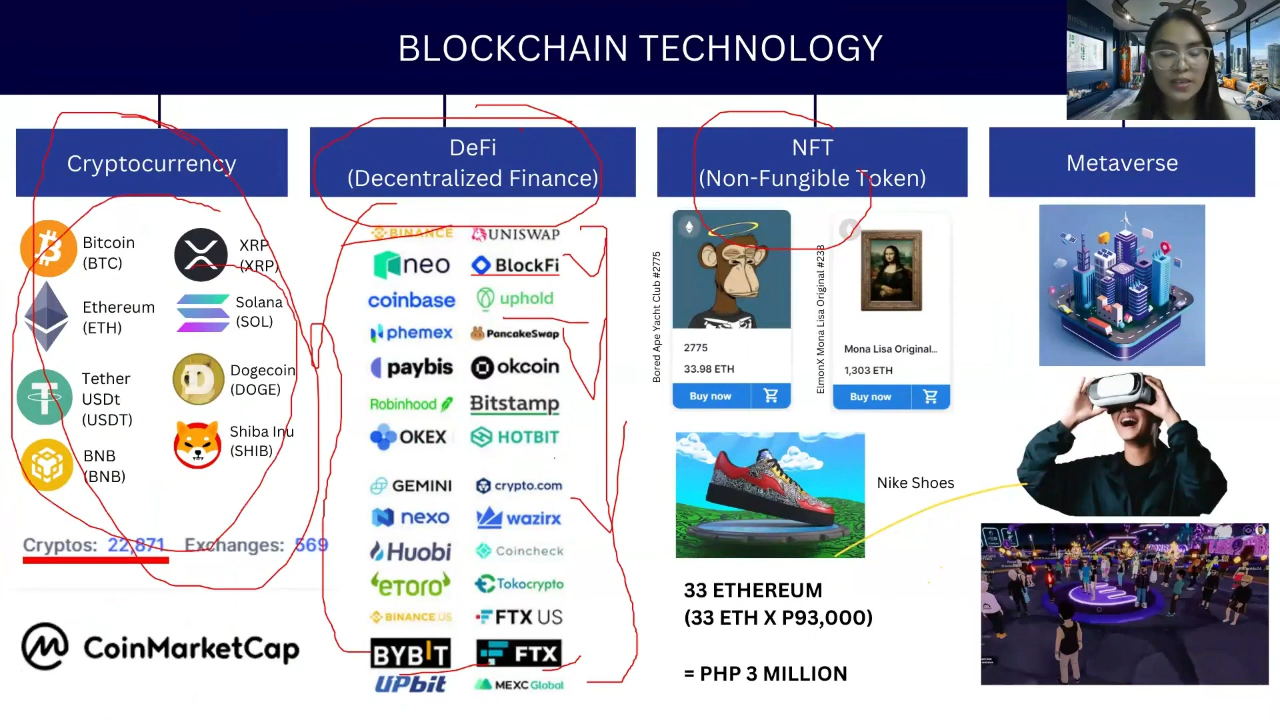 BLOCKCHAIN TECHNOLOGY
Cryptocurrency
Bitcoin
(BTC)
XRP
(XRP)
Ethereum
(ETH)
Solana
(SOL)
Tether
USDt
(USDT)
Dogecoin
(DOGE)
BNB
(BNB)
Shiba Inu
(SHIB)
Cryptos: 22,871 Exchanges: 569
CoinMarketCap
DeFi
(Decentralized Finance)
BINANCE UNISWAP
neo BlockFi
coinbase uphold
phemex PancakeSwap
paybis okcoin
Robinhood Bitstamp
OKEX HOTBIT
GEMINI crypto.com
nexo wazirx
Huobi Coincheck
eToro Tokocrypto
BINANCE.US FTX US
BYBIT FTX
UPbit MEXC Global
NFT
(Non-Fungible Token)
Bored Ape Yacht Club #2775
2775
33.98 ETH
Buy now
ElmonX Mona Lisa Original #233
Mona Lisa Original...
1,303 ETH
Buy now
Nike Shoes
33 ETHEREUM
(33 ETH X P93,000)
= PHP 3 MILLION
Metaverse